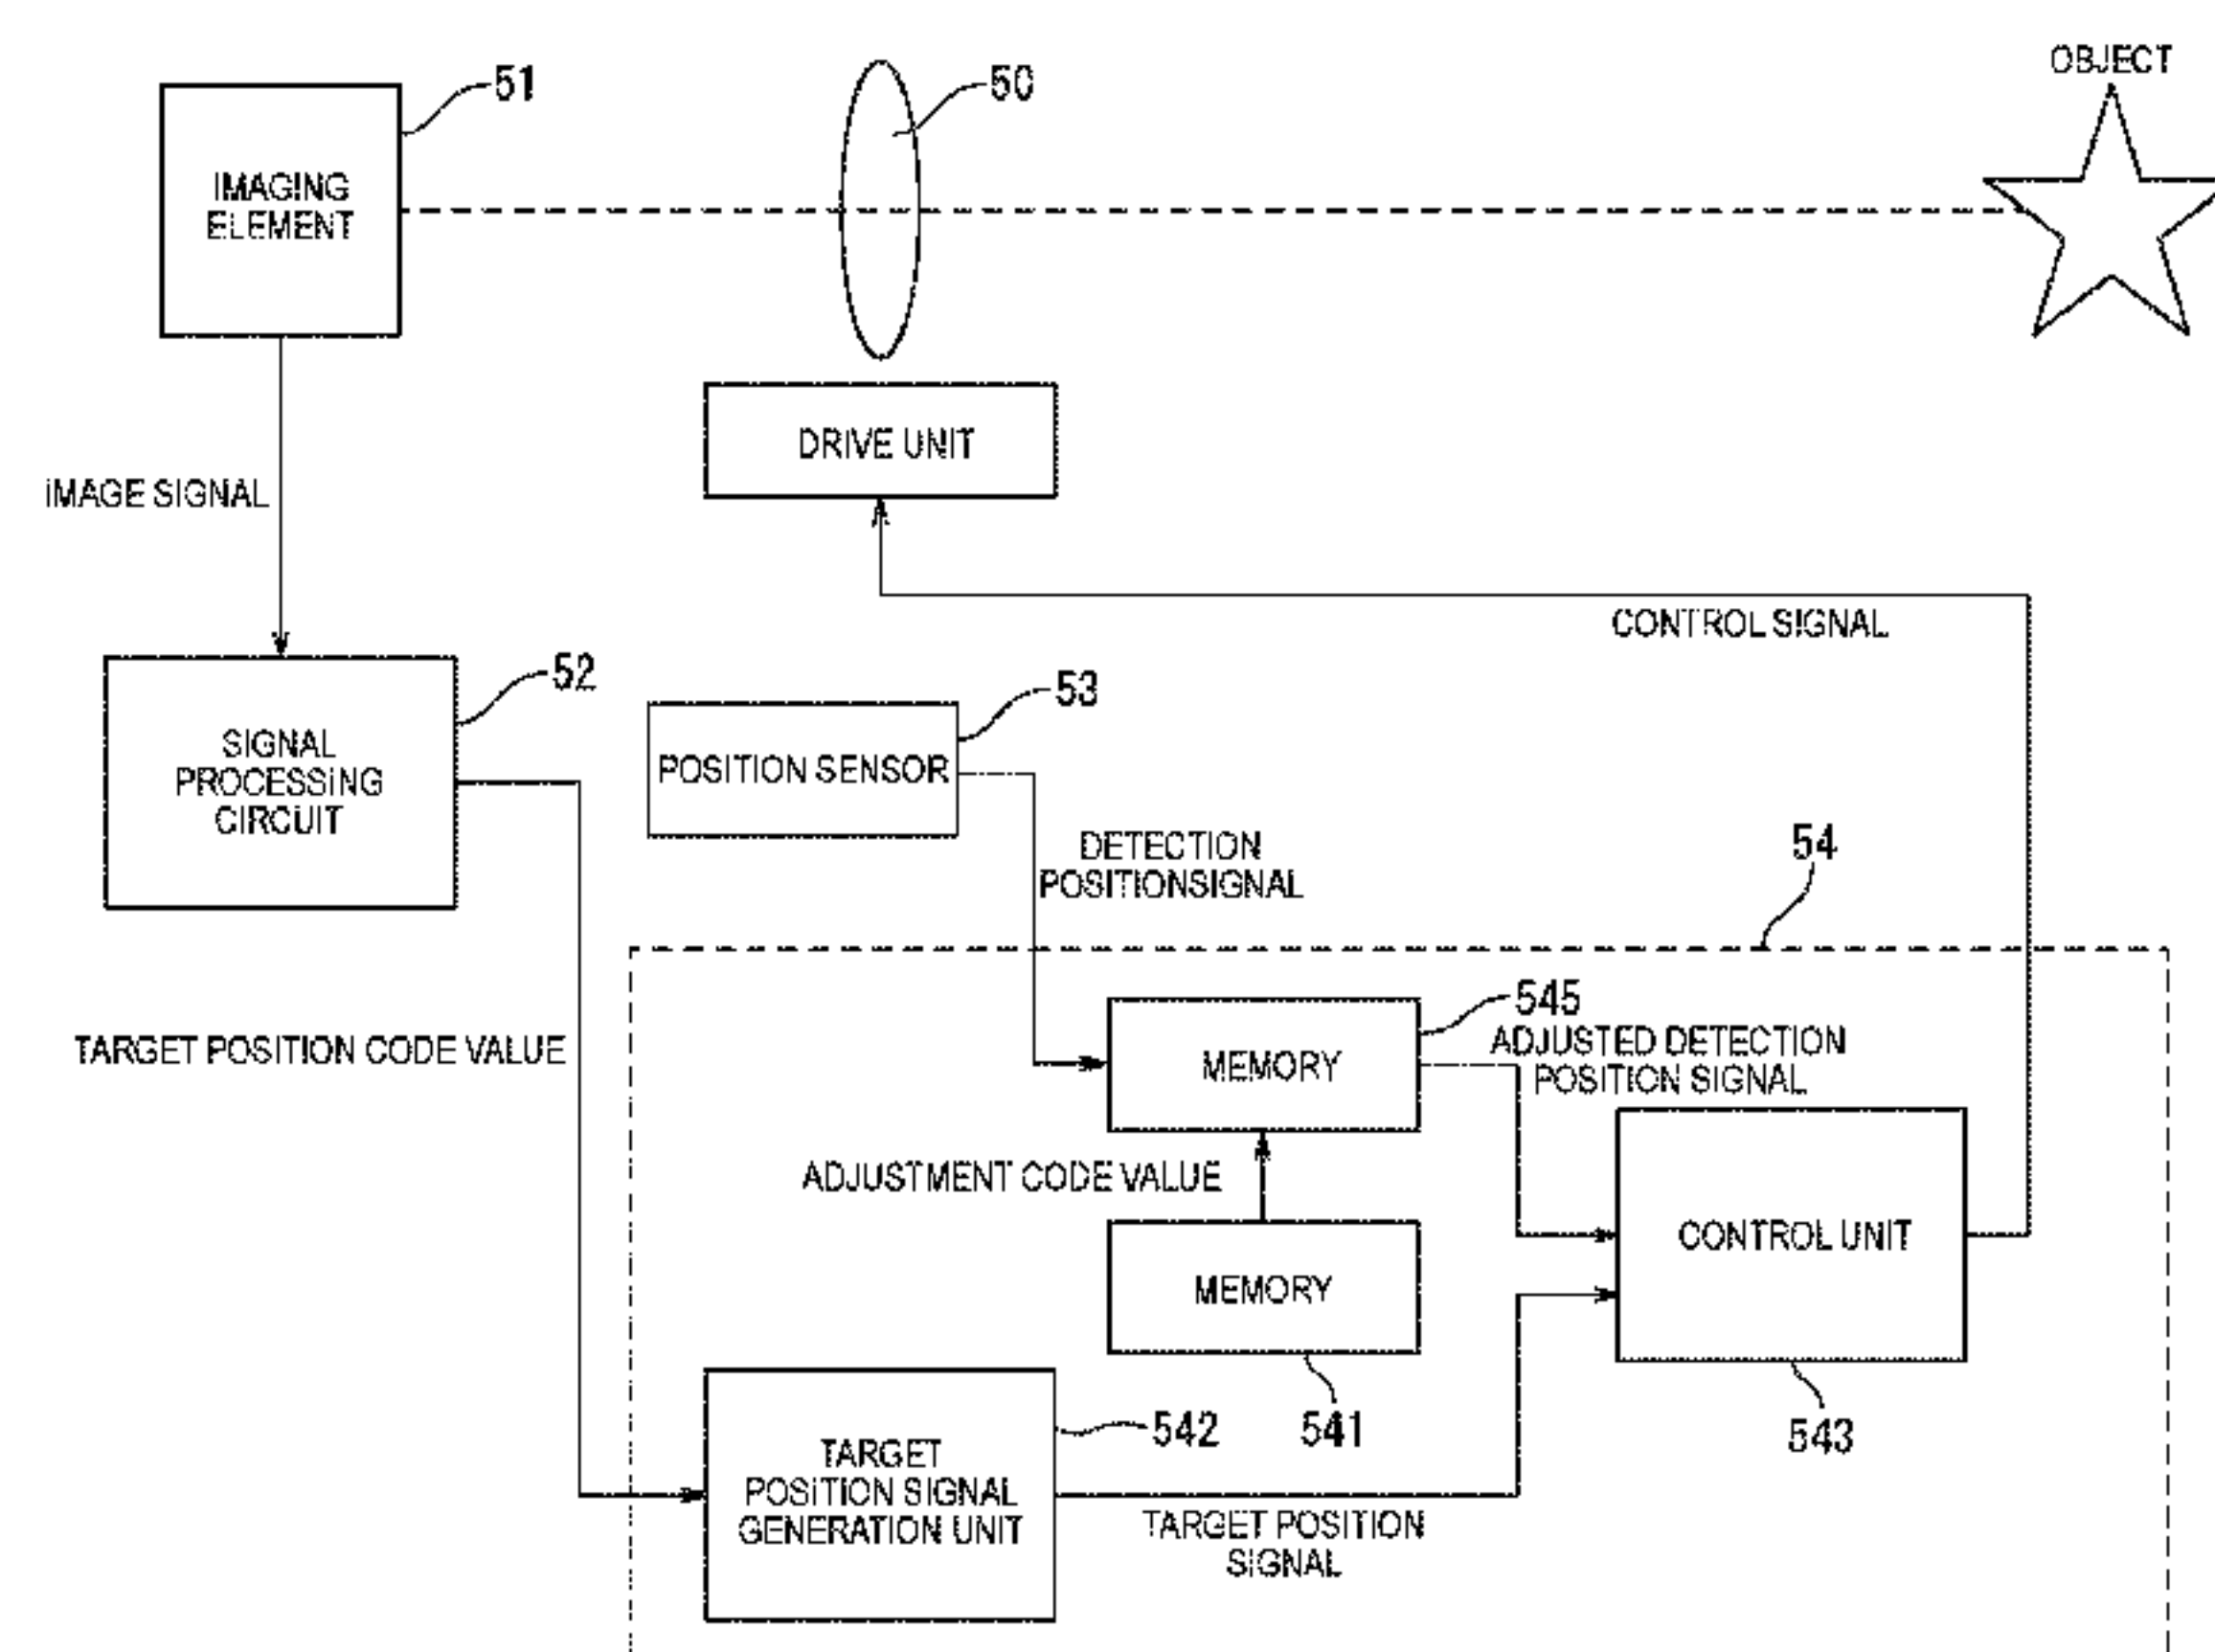 51
50
OBJECT
IMAGING
ELEMENT
DRIVE UNIT
IMAGE SIGNAL
CONTROL SIGNAL
52
53
SIGNAL
PROCESSING
CIRCUIT
POSITION SENSOR
DETECTION
POSITIONSIGNAL
54
545
TARGET POSITION CODE VALUE
MEMORY
ADJUSTED DETECTION
POSITION SIGNAL
ADJUSTMENT CODE VALUE
CONTROL UNIT
MEMORY
542
541
543
TARGET
POSITION SIGNAL
GENERATION UNIT
TARGET POSITION
SIGNAL